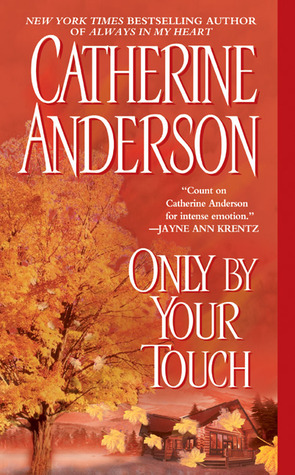 NEW YORK TIMES BESTSELLING AUTHOR
OF ALWAYS IN MY HEART
CATHERINE
ANDERSON
“Count on
Catherine Anderson
for intense emotion.”
—JAYNE ANN KRENTZ
ONLY BY
YOUR
TOUCH